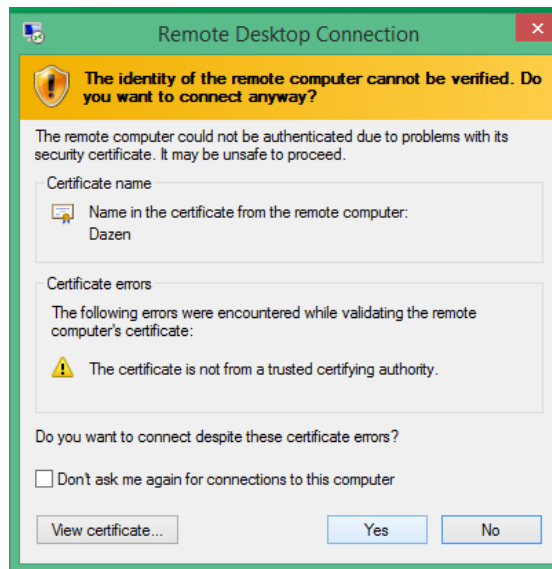 Remote Desktop Connection
The identity of the remote computer cannot be verified. Do
you want to connect anyway?
The remote computer could not be authenticated due to problems with its
security certificate. It may be unsafe to proceed.
Certificate name
Name in the certificate from the remote computer:
Dazen
Certificate errors
The following errors were encountered while validating the remote
computer's certificate:
The certificate is not from a trusted certifying authority.
Do you want to connect despite these certificate errors?
Don't ask me again for connections to this computer
View certificate... Yes No